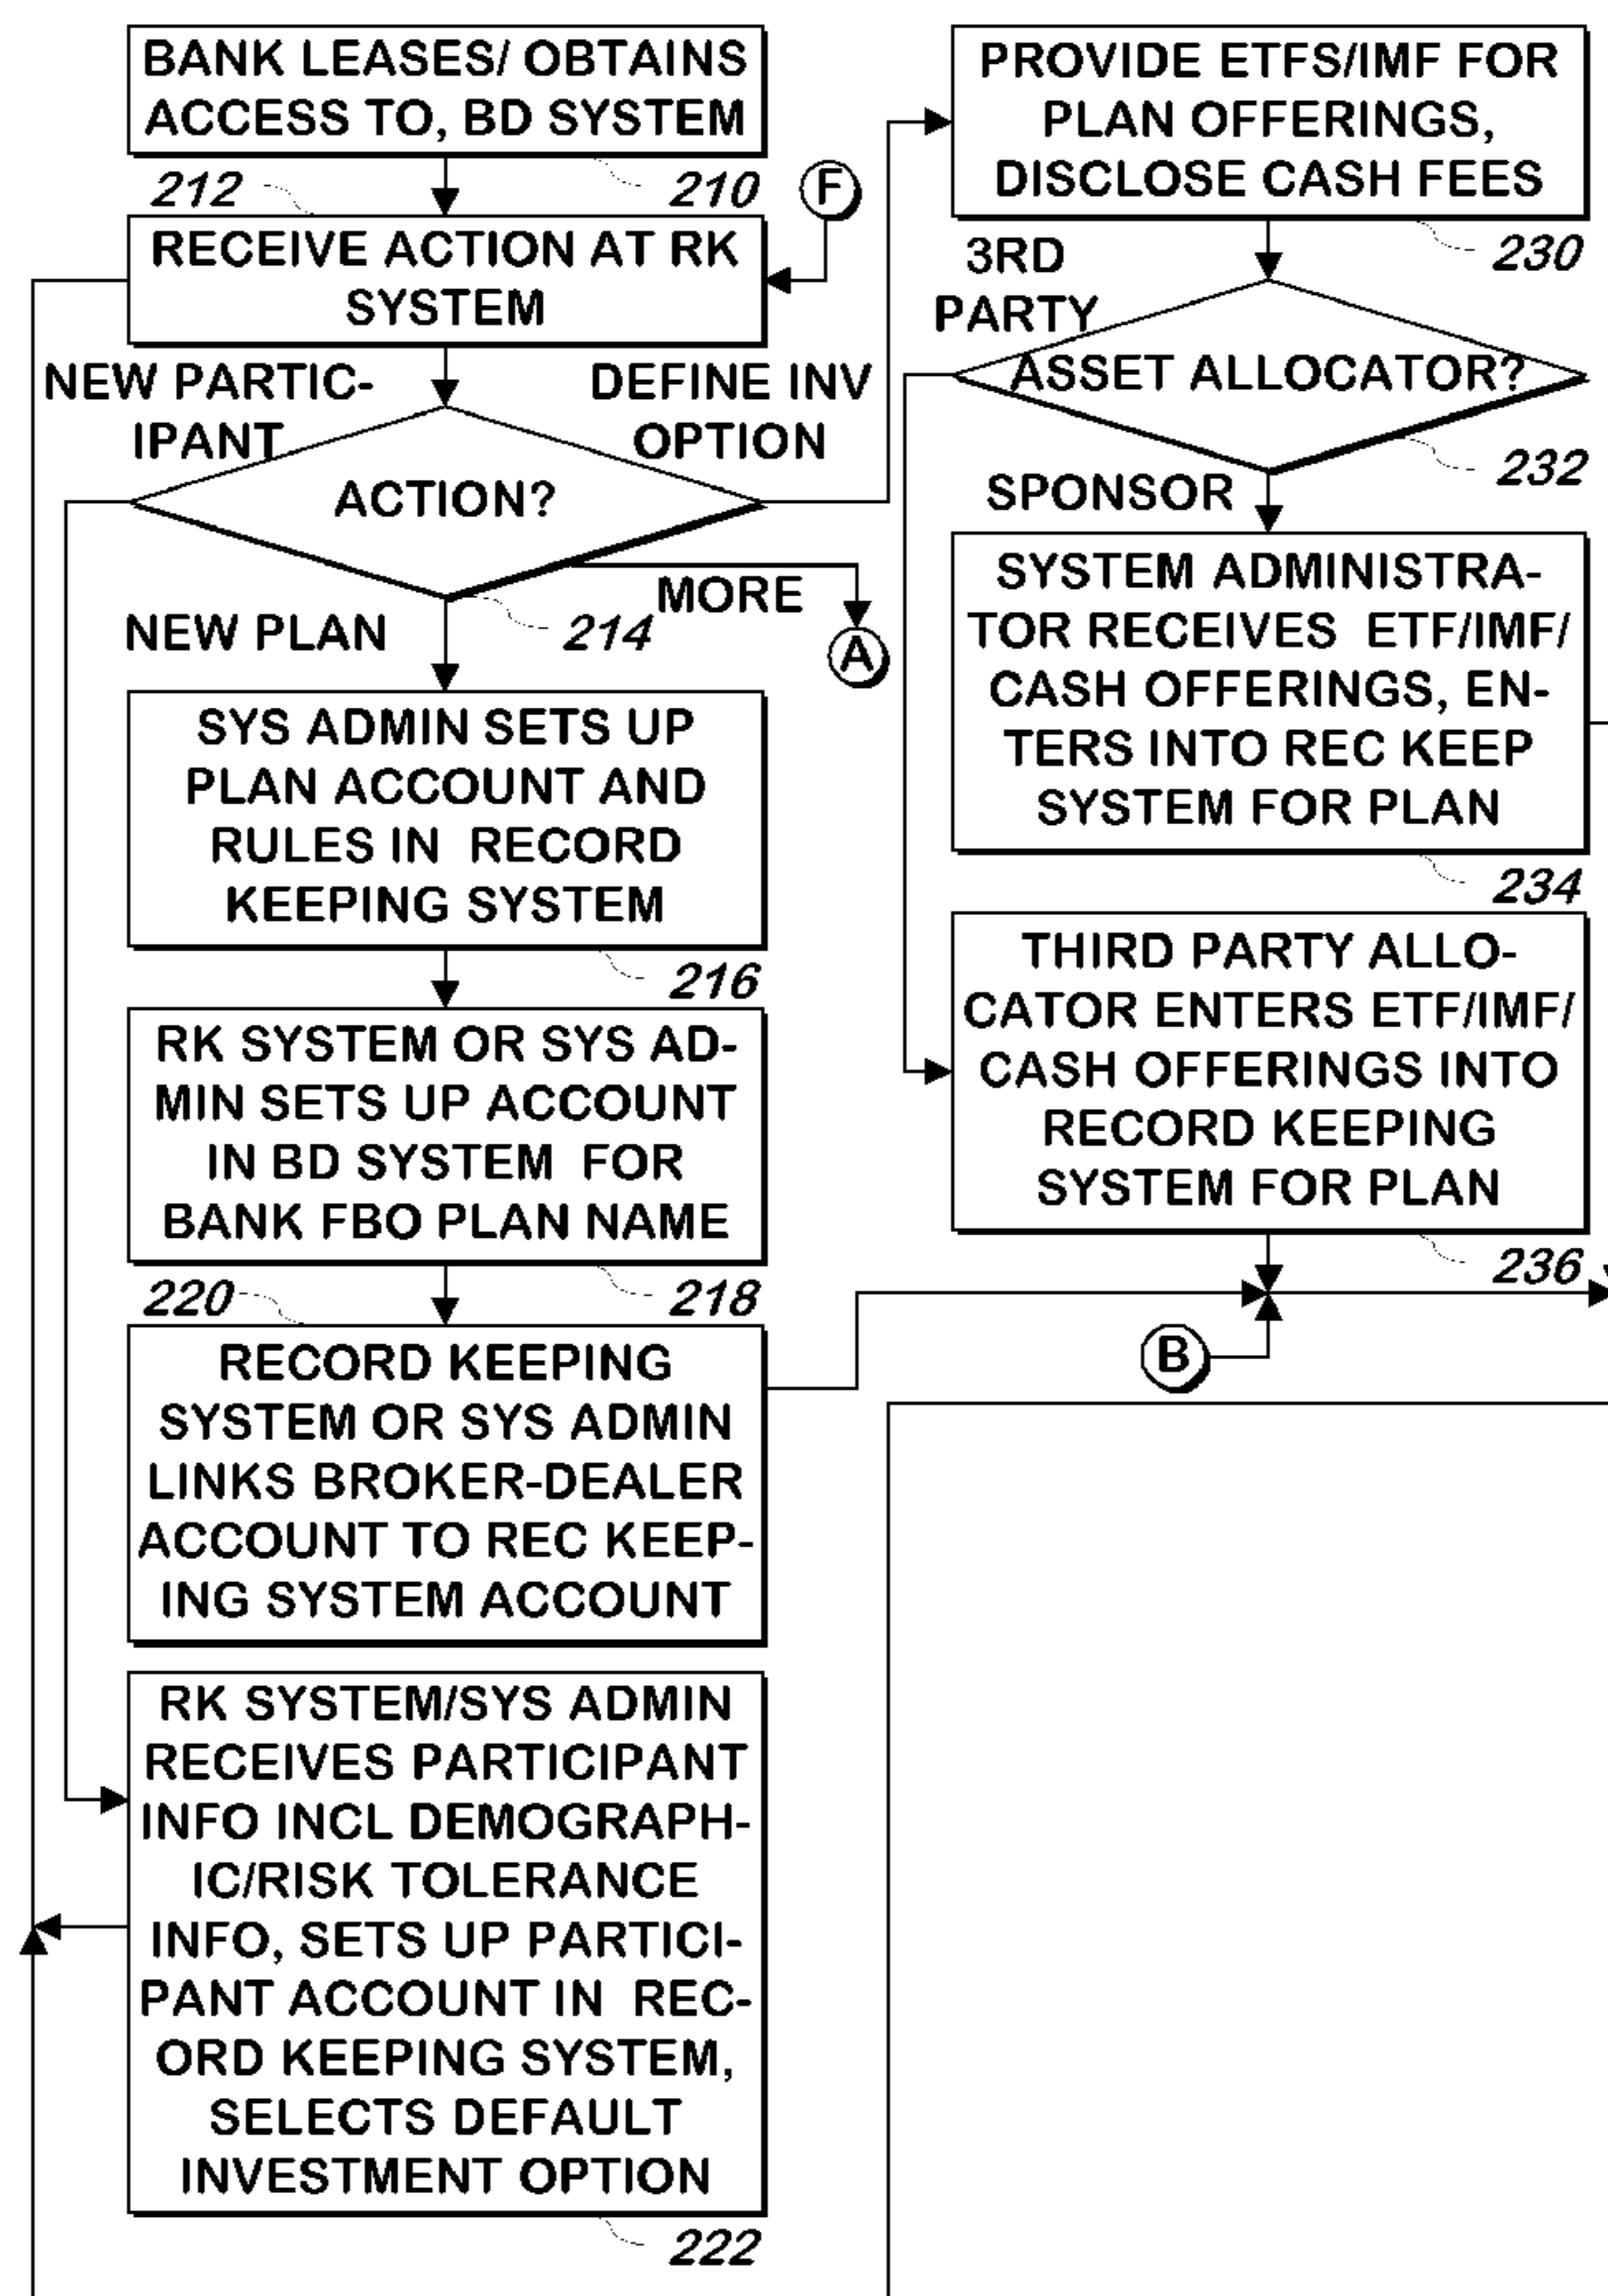 BANK LEASES/ OBTAINS
ACCESS TO, BD SYSTEM
210
212
F
RECEIVE ACTION AT RK
SYSTEM
NEW PARTIC-
IPANT
DEFINE INV
OPTION
ACTION?
214
MORE
A
NEW PLAN
SYS ADMIN SETS UP
PLAN ACCOUNT AND
RULES IN RECORD
KEEPING SYSTEM
216
RK SYSTEM OR SYS AD-
MIN SETS UP ACCOUNT
IN BD SYSTEM FOR
BANK FBO PLAN NAME
218
220
RECORD KEEPING
SYSTEM OR SYS ADMIN
LINKS BROKER-DEALER
ACCOUNT TO REC KEEP-
ING SYSTEM ACCOUNT
RK SYSTEM/SYS ADMIN
RECEIVES PARTICIPANT
INFO INCL DEMOGRAPH-
IC/RISK TOLERANCE
INFO, SETS UP PARTICI-
PANT ACCOUNT IN REC-
ORD KEEPING SYSTEM,
SELECTS DEFAULT
INVESTMENT OPTION
222
PROVIDE ETFS/IMF FOR
PLAN OFFERINGS,
DISCLOSE CASH FEES
230
3RD
PARTY
ASSET ALLOCATOR?
232
SPONSOR
SYSTEM ADMINISTRA-
TOR RECEIVES ETF/IMF/
CASH OFFERINGS, EN-
TERS INTO REC KEEP
SYSTEM FOR PLAN
234
THIRD PARTY ALLO-
CATOR ENTERS ETF/IMF/
CASH OFFERINGS INTO
RECORD KEEPING
SYSTEM FOR PLAN
236
B